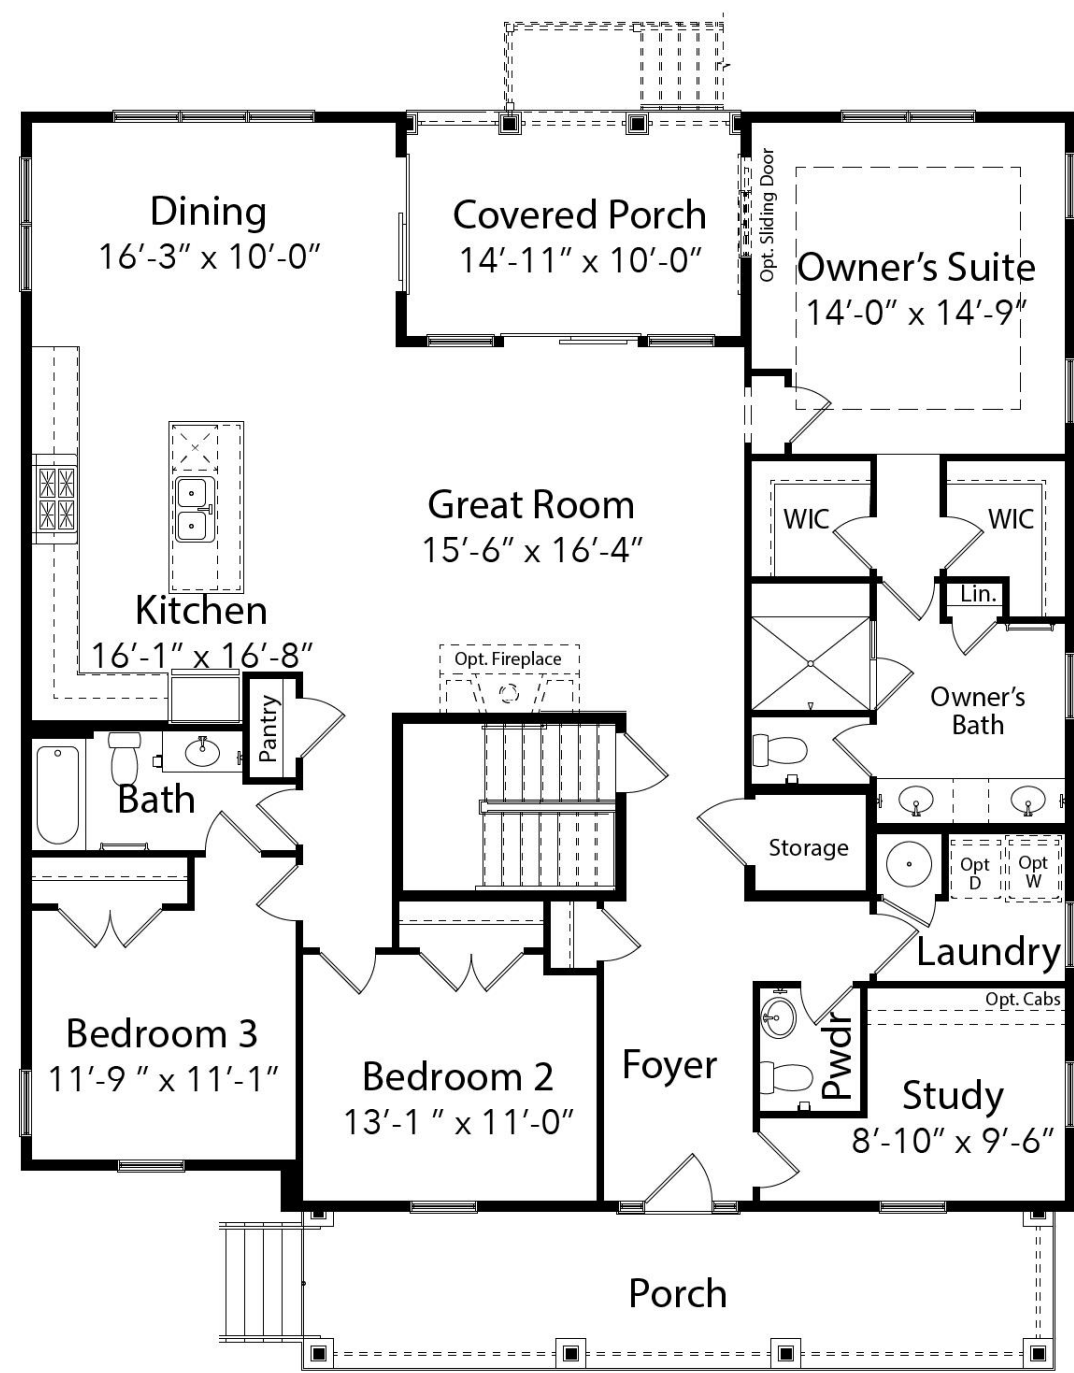 Dining
16’-3” x 10’-0”
Covered Porch
14’-11” x 10’-0”
Opt. Sliding Door
Owner’s Suite
14’-0” x 14’-9”
Great Room
15’-6” x 16’-4”
WIC
WIC
Lin.
Kitchen
16’-1” x 16’-8”
Opt. Fireplace
Pantry
Owner’s
Bath
Bath
Storage
Opt
D
Opt
W
Laundry
Opt. Cabs
Bedroom 3
11’-9 ” x 11’-1”
Bedroom 2
13’-1 ” x 11’-0”
Foyer
Pwdr
Study
8’-10” x 9’-6”
Porch